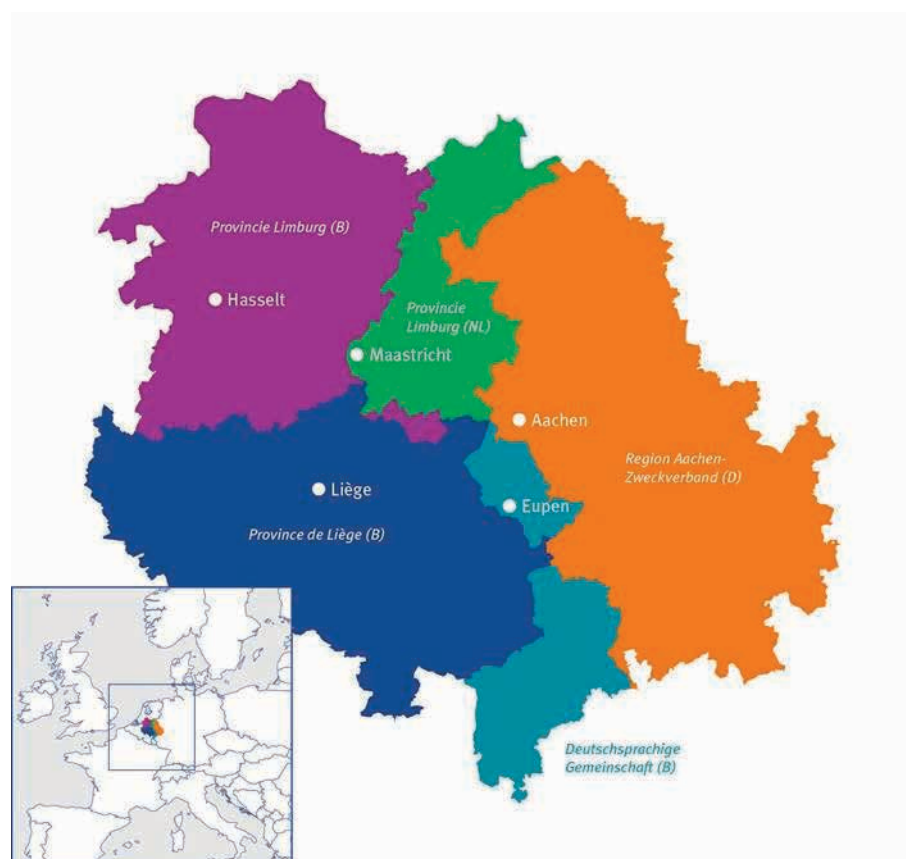 Provincie Limburg (B)
Hasselt
Provincie
Limburg (NL)
Maastricht
Aachen
Region Aachen-
Zweckverband (D)
Liège
Eupen
Province de Liège (B)
Deutschsprachige
Gemeinschaft (B)